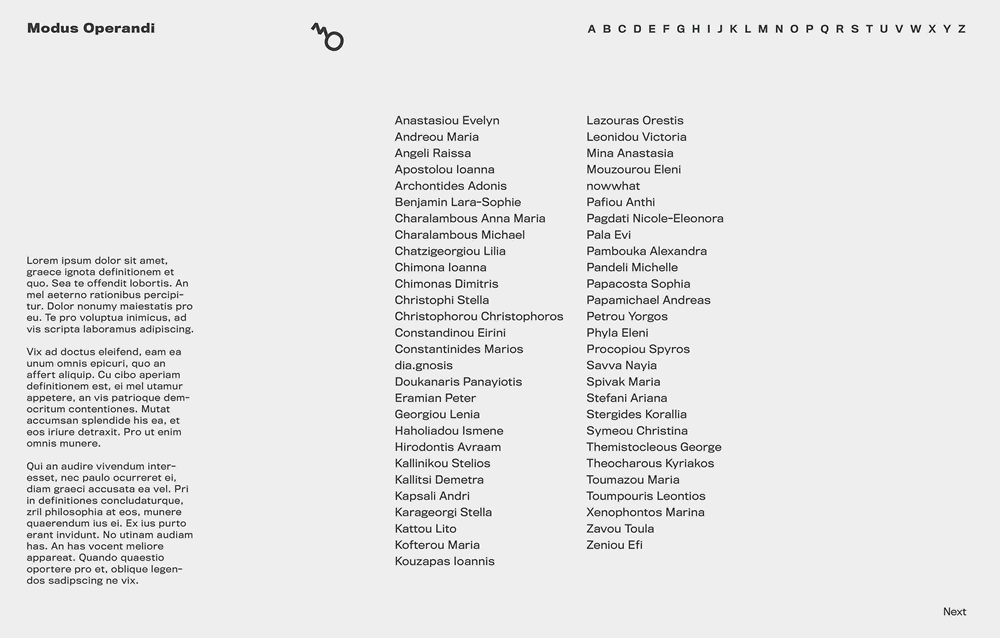 Modus Operandi
A B C D E F G H I J K L M N O P Q R S T U V W X Y Z
Lorem ipsum dolor sit amet,
graece ignota definitionem et
quo. Sea te offendit lobortis. An
mel aeterno rationibus percipi-
tur. Dolor nonumy maiestatis pro
eu. Te pro voluptua inimicus, ad
vis scripta laboramus adipiscing.
Vix ad doctus eleifend, eam ea
unum omnis epicuri, quo an
affert aliquip. Cu cibo aperiam
definitionem est, ei mel utamur
appetere, an vis patrioque dem-
ocritum contentiones. Mutat
accumsan splendide his ea, et
eos iriure detraxit. Pro ut enim
omnis munere.
Qui an audire vivendum inter-
esset, nec paulo ocurreret ei,
diam graeci accusata ea vel. Pri
in definitiones concludaturque,
zril philosophia at eos, munere
quaerendum ius ei. Ex ius purto
erant invidunt. No utinam audiam
has. An has vocent meliore
appareat. Quando quaestio
oportere pro et, oblique legen-
dos sadipscing ne vix.
Anastasiou Evelyn
Andreou Maria
Angeli Raissa
Apostolou Ioanna
Archontides Adonis
Benjamin Lara-Sophie
Charalambous Anna Maria
Charalambous Michael
Chatzigeorgiou Lilia
Chimona Ioanna
Chimonas Dimitris
Christophi Stella
Christophorou Christophoros
Constandinou Eirini
Constantinides Marios
dia.gnosis
Doukanaris Panayiotis
Eramian Peter
Georgiou Lenia
Haholiadou Ismene
Hirodontis Avraam
Kallinikou Stelios
Kallitsi Demetra
Kapsali Andri
Karageorgi Stella
Kattou Lito
Kofterou Maria
Kouzapas Ioannis
Lazouras Orestis
Leonidou Victoria
Mina Anastasia
Mouzourou Eleni
nowwhat
Pafiou Anthi
Pagdati Nicole-Eleonora
Pala Evi
Pambouka Alexandra
Pandeli Michelle
Papacosta Sophia
Papamichael Andreas
Petrou Yorgos
Phyla Eleni
Procopiou Spyros
Savva Nayia
Spivak Maria
Stefani Ariana
Stergides Korallia
Symeou Christina
Themistocleous George
Theocharous Kyriakos
Toumazou Maria
Toumpouris Leontios
Xenophontos Marina
Zavou Toula
Zeniou Efi
Next